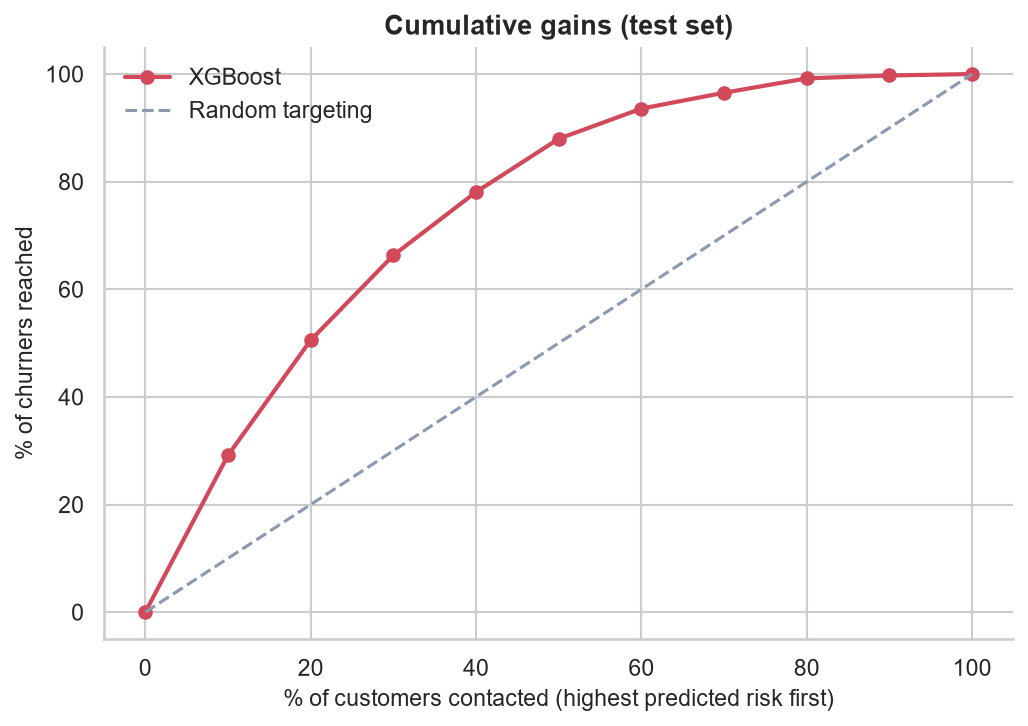 Cumulative gains (test set)
XGBoost
Random targeting
% of churners reached
100
80
60
40
20
0
0 20 40 60 80 100
% of customers contacted (highest predicted risk first)